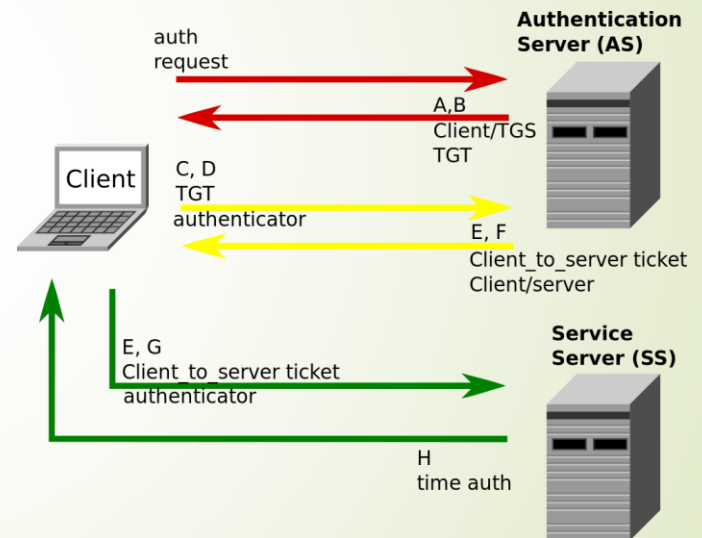 Authentication
Server (AS)
auth
request
A,B
Client/TGS
TGT
Client
C, D
TGT
authenticator
E, F
Client_to_server ticket
Client/server
E, G
Client_to_server ticket
authenticator
Service
Server (SS)
H
time auth